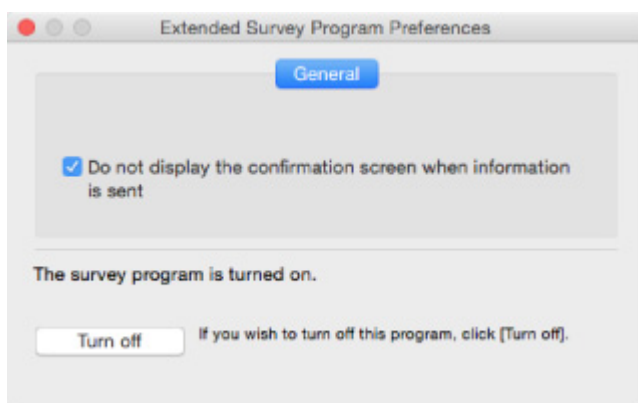 Extended Survey Program Preferences
General
Do not display the confirmation screen when information
is sent
The survey program is turned on.
Turn off
If you wish to turn off this program, click [Turn off].